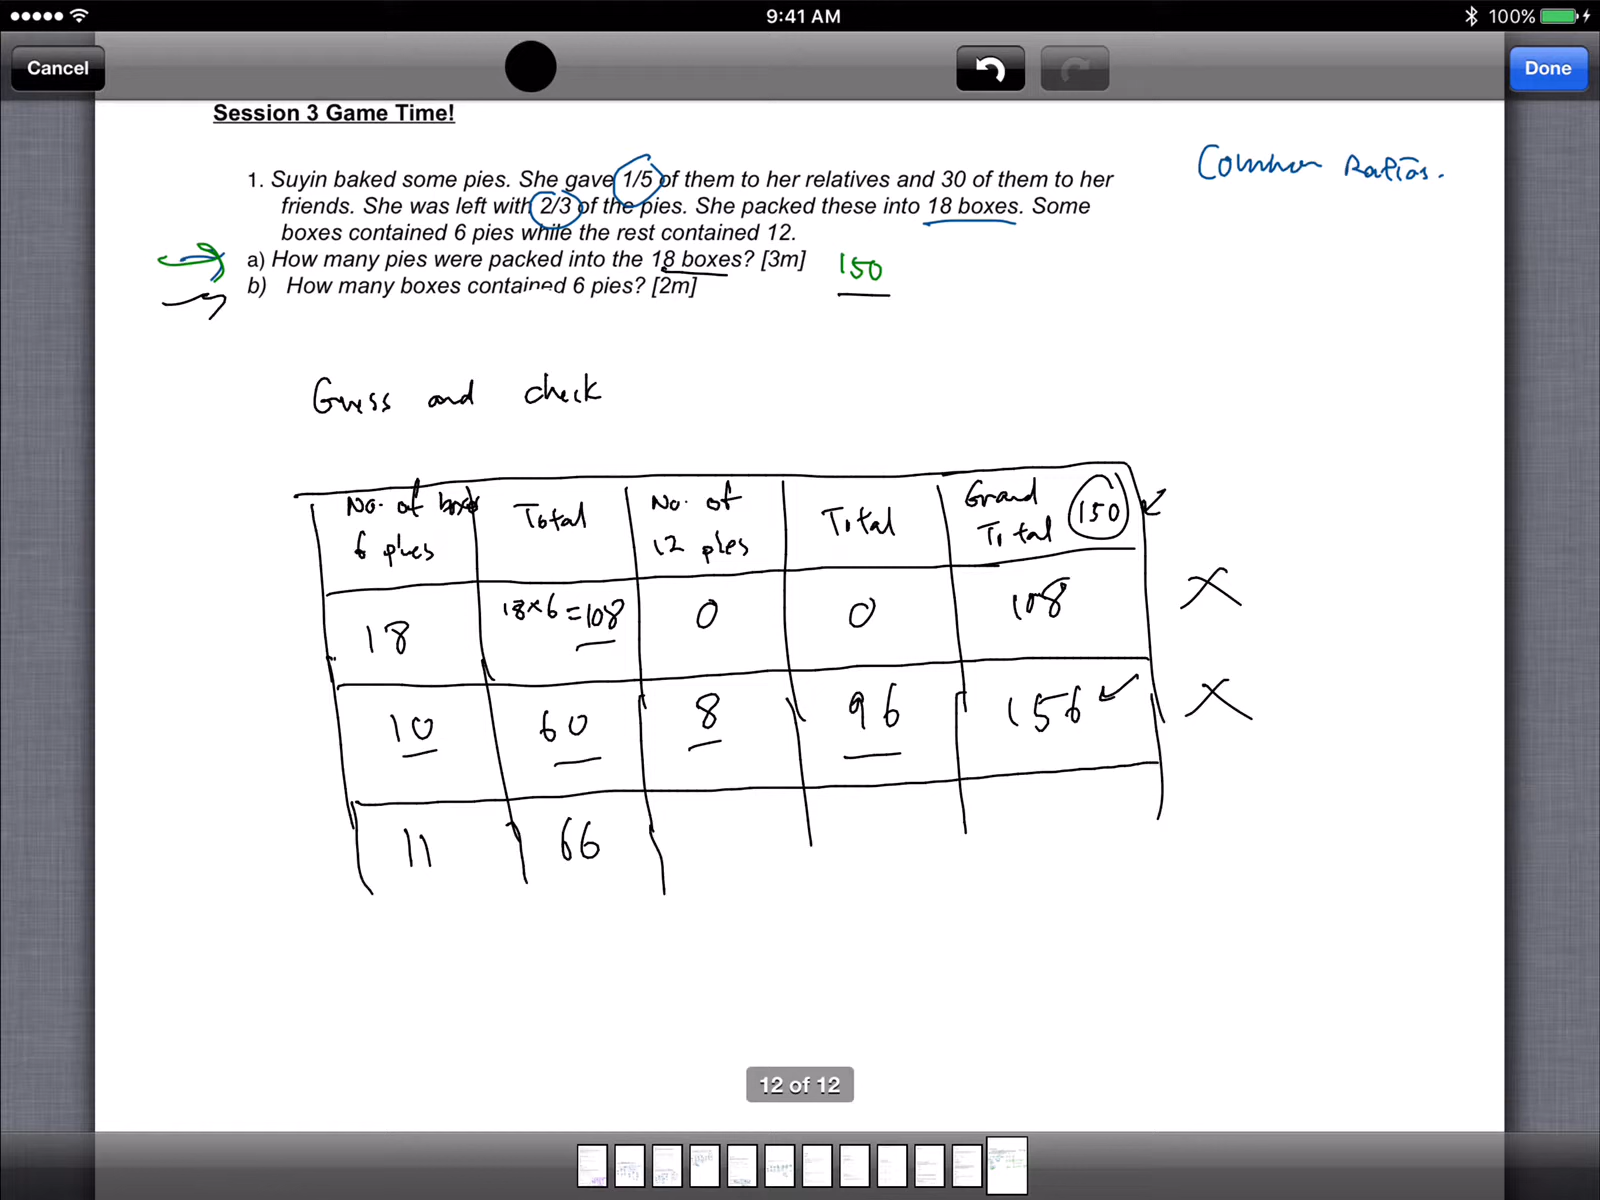 9:41 AM
100%
Cancel
Done
Session 3 Game Time!
Common Ratios.
1. Suyin baked some pies. She gave 1/5 of them to her relatives and 30 of them to her
friends. She was left with 2/3 of the pies. She packed these into 18 boxes. Some
boxes contained 6 pies while the rest contained 12.
a) How many pies were packed into the 18 boxes? [3m]
150
b) How many boxes contained 6 pies? [2m]
Guess and check
No. of boxes
6 pies
Total
No. of
12 pies
Total
Grand
Total
150
18
18×6=108
0
0
108
X
10
60
8
96
156 ✓
X
11
66
12 of 12